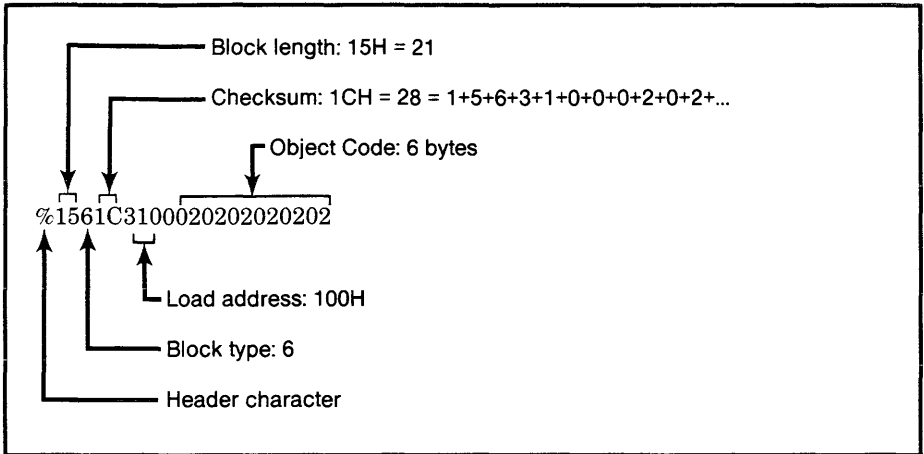 Block length: 15H = 21
Checksum: 1CH = 28 = 1+5+6+3+1+0+0+0+2+0+2+...
Object Code: 6 bytes
%1561C3100020202020202
Load address: 100H
Block type: 6
Header character